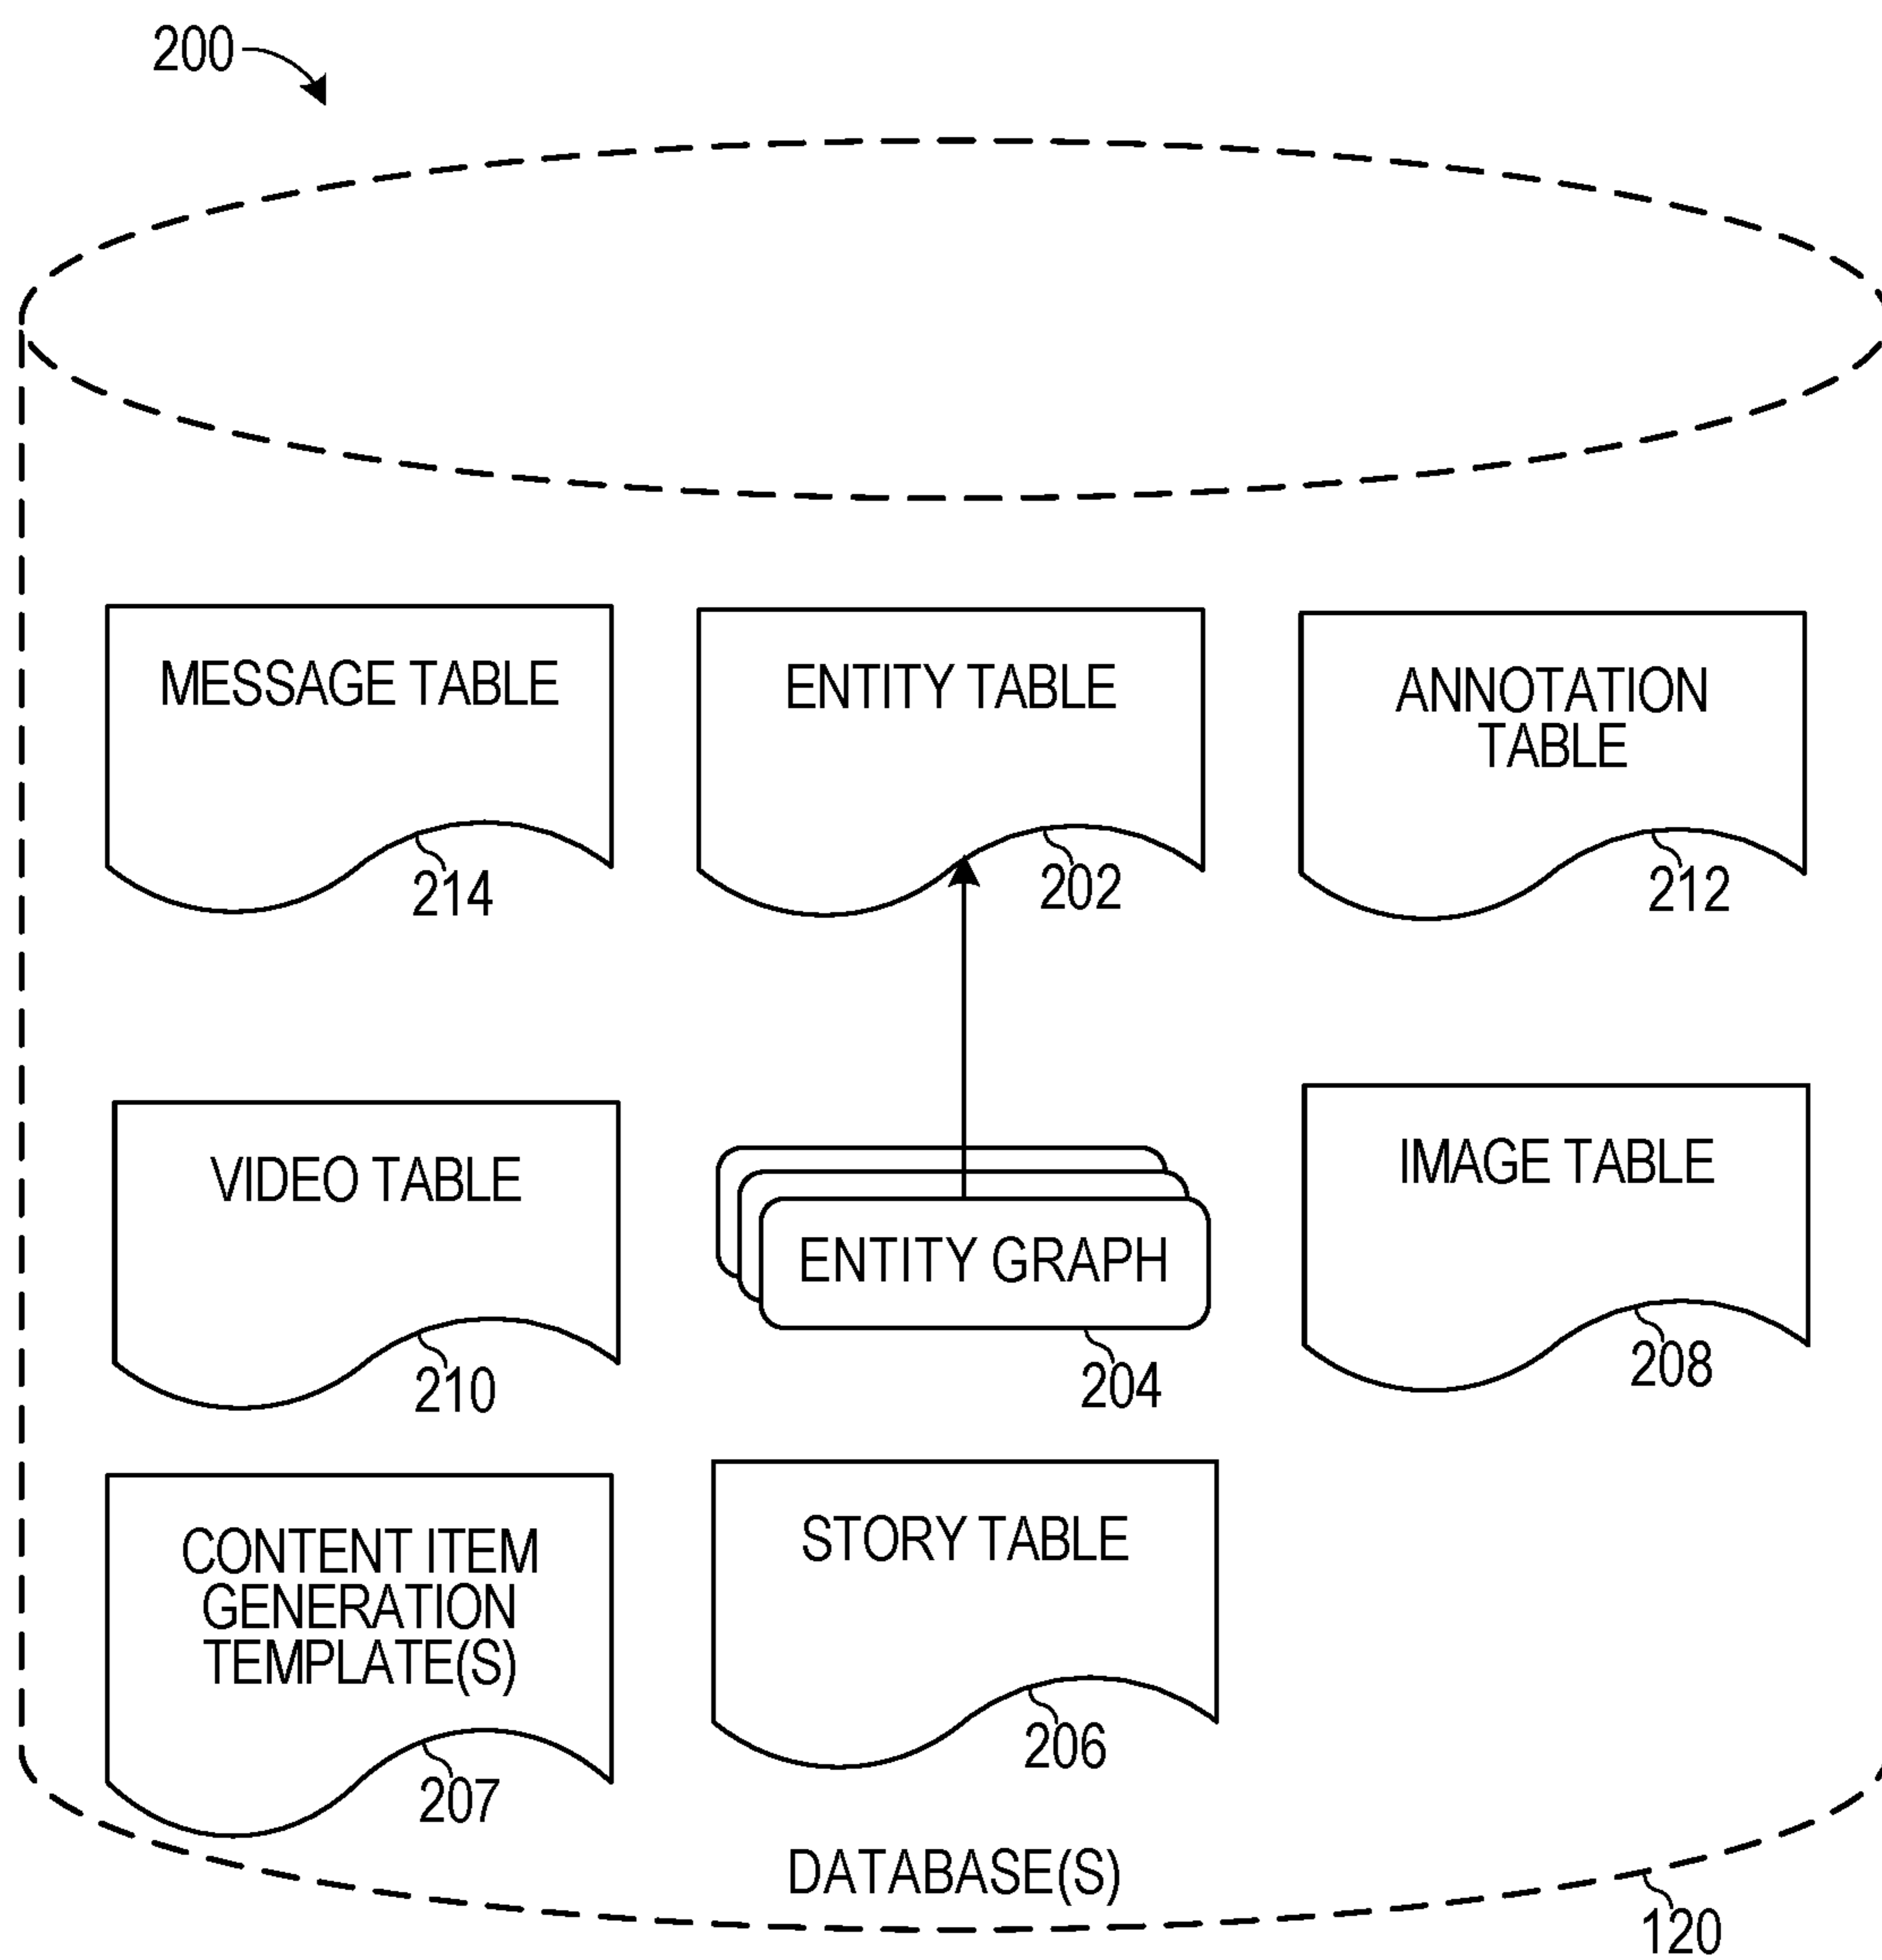 200
MESSAGE TABLE
214
ENTITY TABLE
202
ANNOTATION
TABLE
212
VIDEO TABLE
210
ENTITY GRAPH
204
IMAGE TABLE
208
CONTENT ITEM
GENERATION
TEMPLATE(S)
207
STORY TABLE
206
DATABASE(S)
120